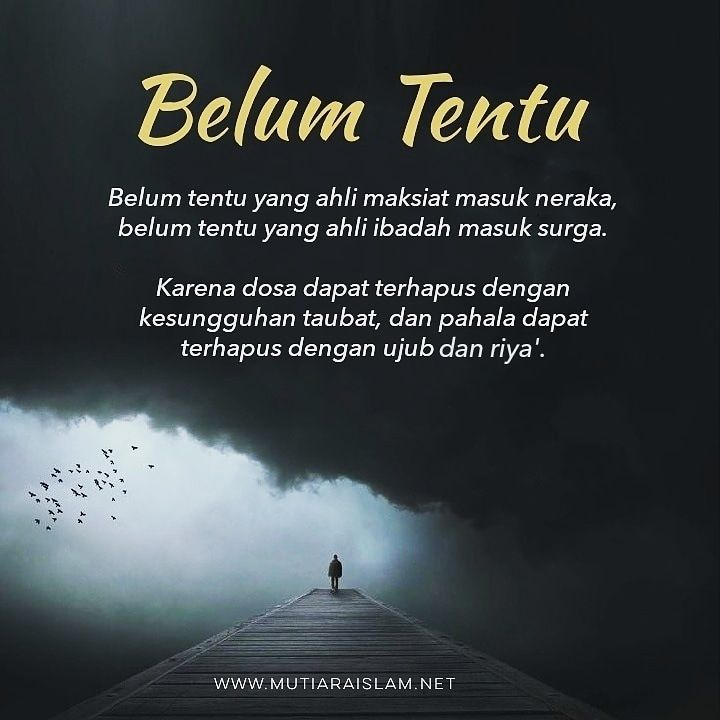 Belum Tentu
Belum tentu yang ahli maksiat masuk neraka,
belum tentu yang ahli ibadah masuk surga.
Karena dosa dapat terhapus dengan
kesungguhan taubat, dan pahala dapat
terhapus dengan ujub dan riya'.
WWW.MUTIARAISLAM.NET